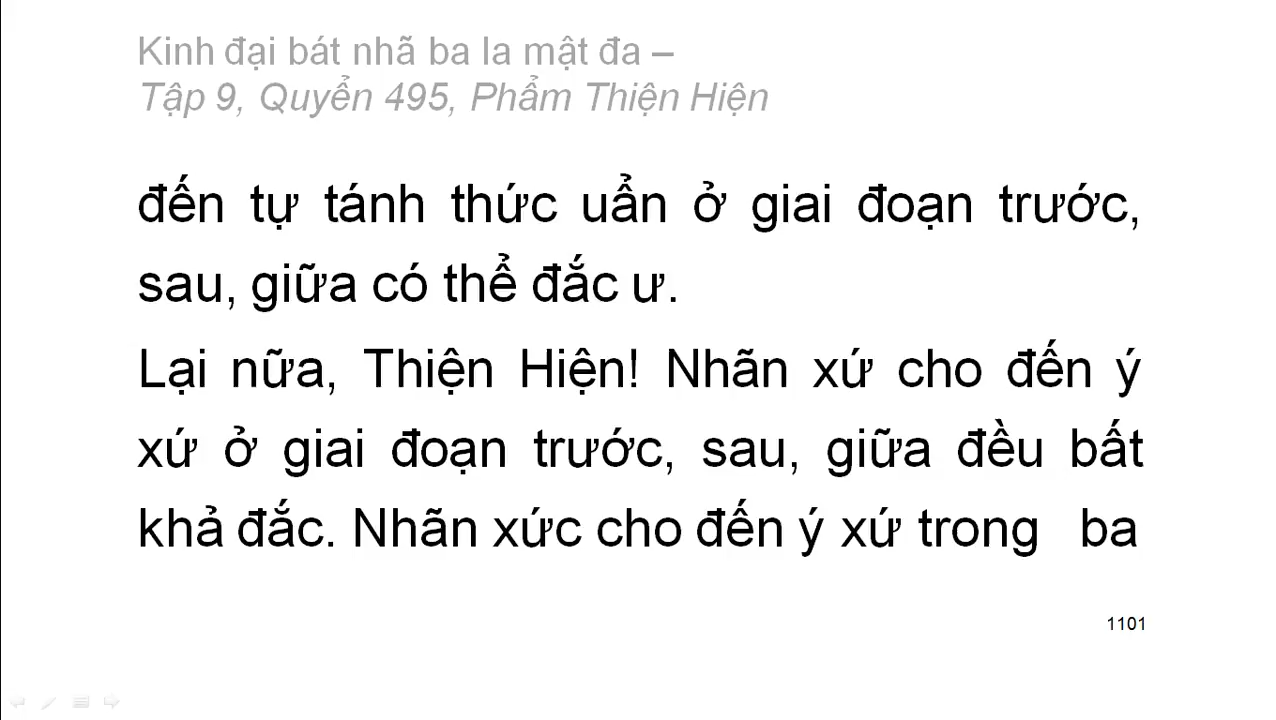 Kinh đại bát nhã ba la mật đa –
Tập 9, Quyển 495, Phẩm Thiện Hiện
đến tự tánh thức uẩn ở giai đoạn trước,
sau, giữa có thể đắc ư.
Lại nữa, Thiện Hiện! Nhãn xứ cho đến ý
xứ ở giai đoạn trước, sau, giữa đều bất
khả đắc. Nhãn xức cho đến ý xứ trong ba
1101